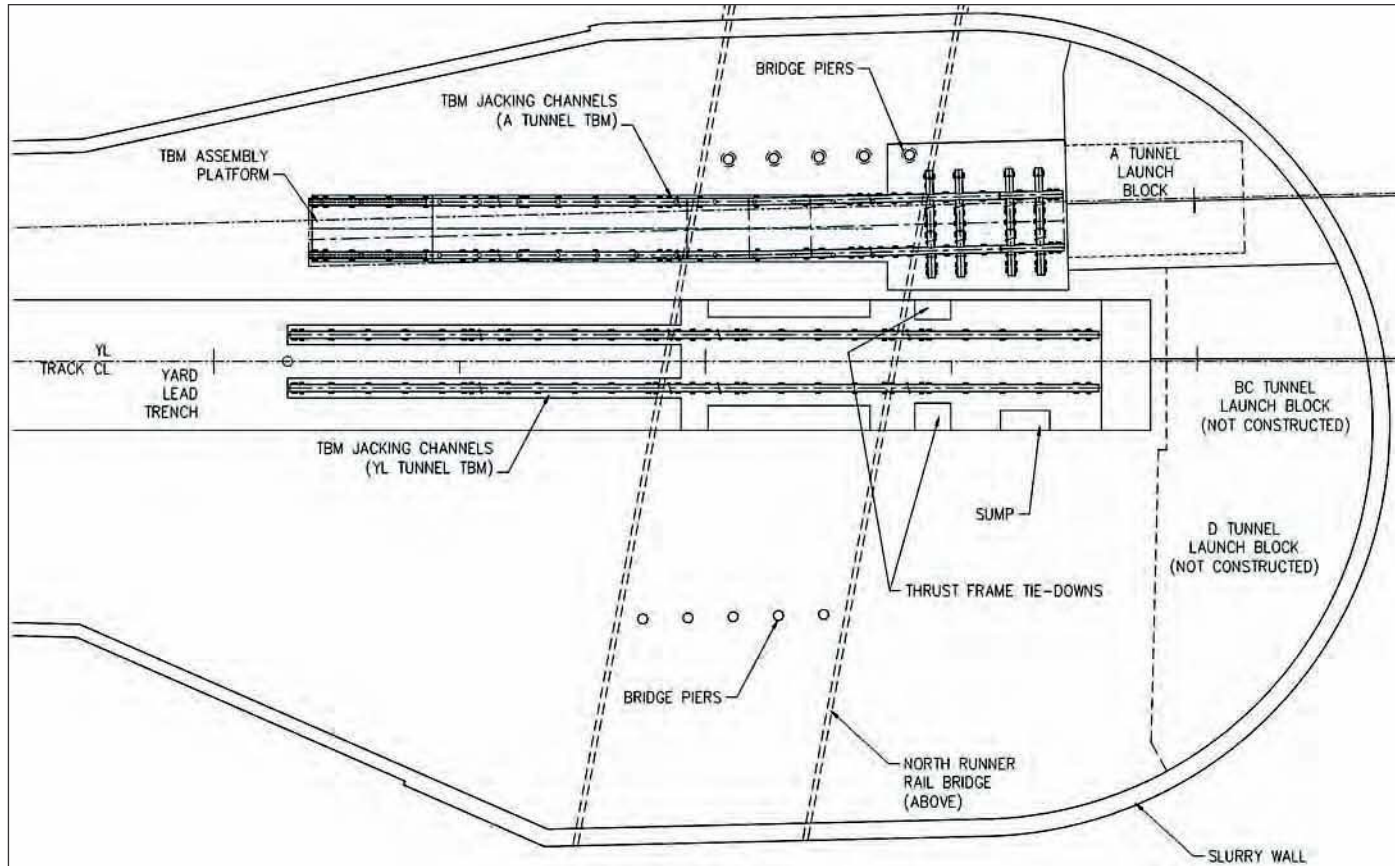 BRIDGE PIERS
TBM JACKING CHANNELS
(A TUNNEL TBM)
TBM ASSEMBLY
PLATFORM
A TUNNEL
LAUNCH
BLOCK
YL
TRACK CL
YARD
LEAD
TRENCH
TBM JACKING CHANNELS
(YL TUNNEL TBM)
BC TUNNEL
LAUNCH BLOCK
(NOT CONSTRUCTED)
SUMP
D TUNNEL
LAUNCH BLOCK
(NOT CONSTRUCTED)
THRUST FRAME TIE-DOWNS
BRIDGE PIERS
NORTH RUNNER
RAIL BRIDGE
(ABOVE)
SLURRY WALL